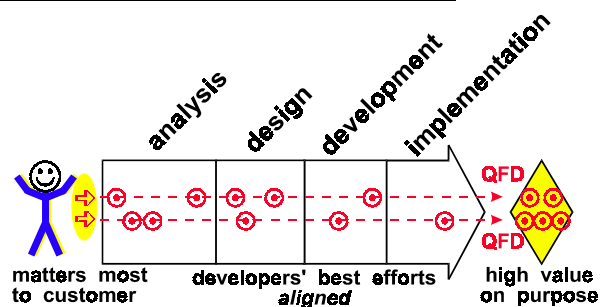 analysis
design
development
implementation
QFD
QFD
matters most developers' best efforts high value
to customer aligned on purpose